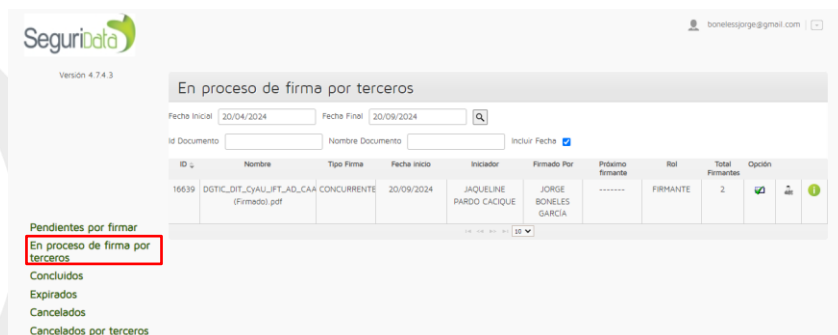 SeguriData
bonelessjorge@gmail.com
Versión 4.7.4.3
En proceso de firma por terceros
Fecha Inicial 20/04/2024 Fecha Final 20/09/2024
Id Documento Nombre Documento Incluir Fecha
ID Nombre Tipo Firma Fecha inicio Iniciador Firmado Por Próximo firmante Rol Total Firmantes Opción
16639 DGTIC_DIT_CyAU_IFT_AD_CAA (Firmado).pdf CONCURRENTE 20/09/2024 JAQUELINE PARDO CACIQUE JORGE BONELES GARCÍA ------- FIRMANTE 2
10
Pendientes por firmar
En proceso de firma por
terceros
Concluidos
Expirados
Cancelados
Cancelados por terceros